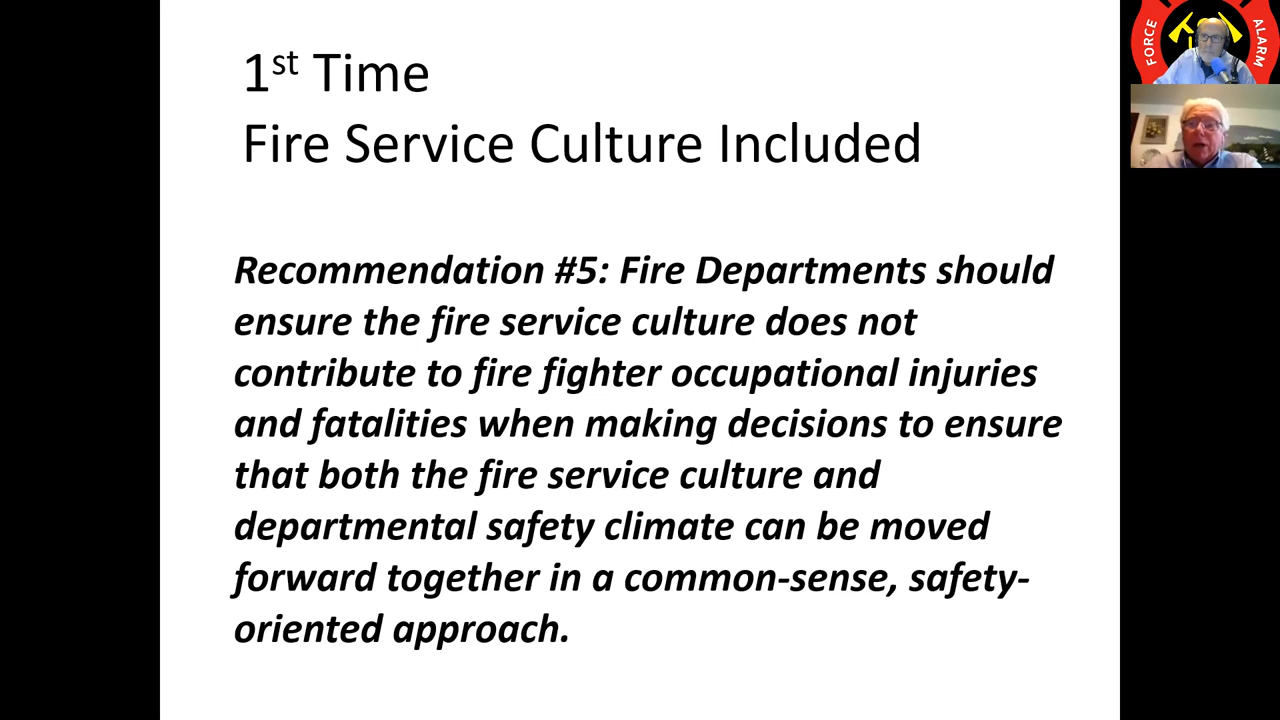 1st Time
Fire Service Culture Included
Recommendation #5: Fire Departments should
ensure the fire service culture does not
contribute to fire fighter occupational injuries
and fatalities when making decisions to ensure
that both the fire service culture and
departmental safety climate can be moved
forward together in a common-sense, safety-
oriented approach.
FORCE
ALARM